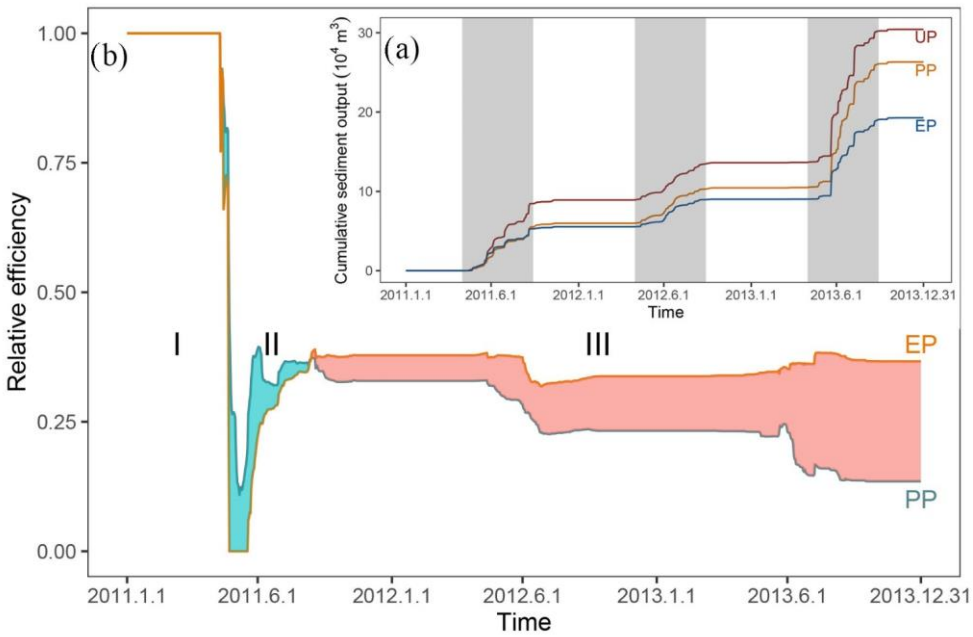 (b)
Relative efficiency
1.00
0.75
0.50
0.25
0.00
I
II
III
EP
PP
2011.1.1
2011.6.1
2012.1.1
2012.6.1
2013.1.1
2013.6.1
2013.12.31
Time
(a)
Cumulative sediment output (10⁴ m³)
30
20
10
0
UP
PP
EP
2011.1.1
2011.6.1
2012.1.1
2012.6.1
2013.1.1
2013.6.1
2013.12.31
Time